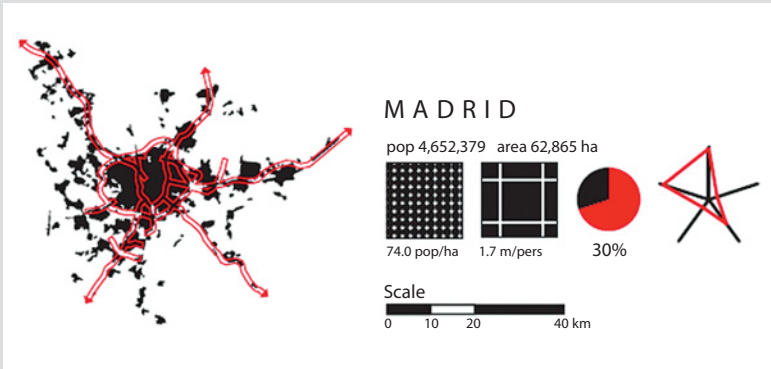 MADRID
pop 4,652,379 area 62,865 ha
74.0 pop/ha 1.7 m/pers 30%
Scale
0 10 20 40 km